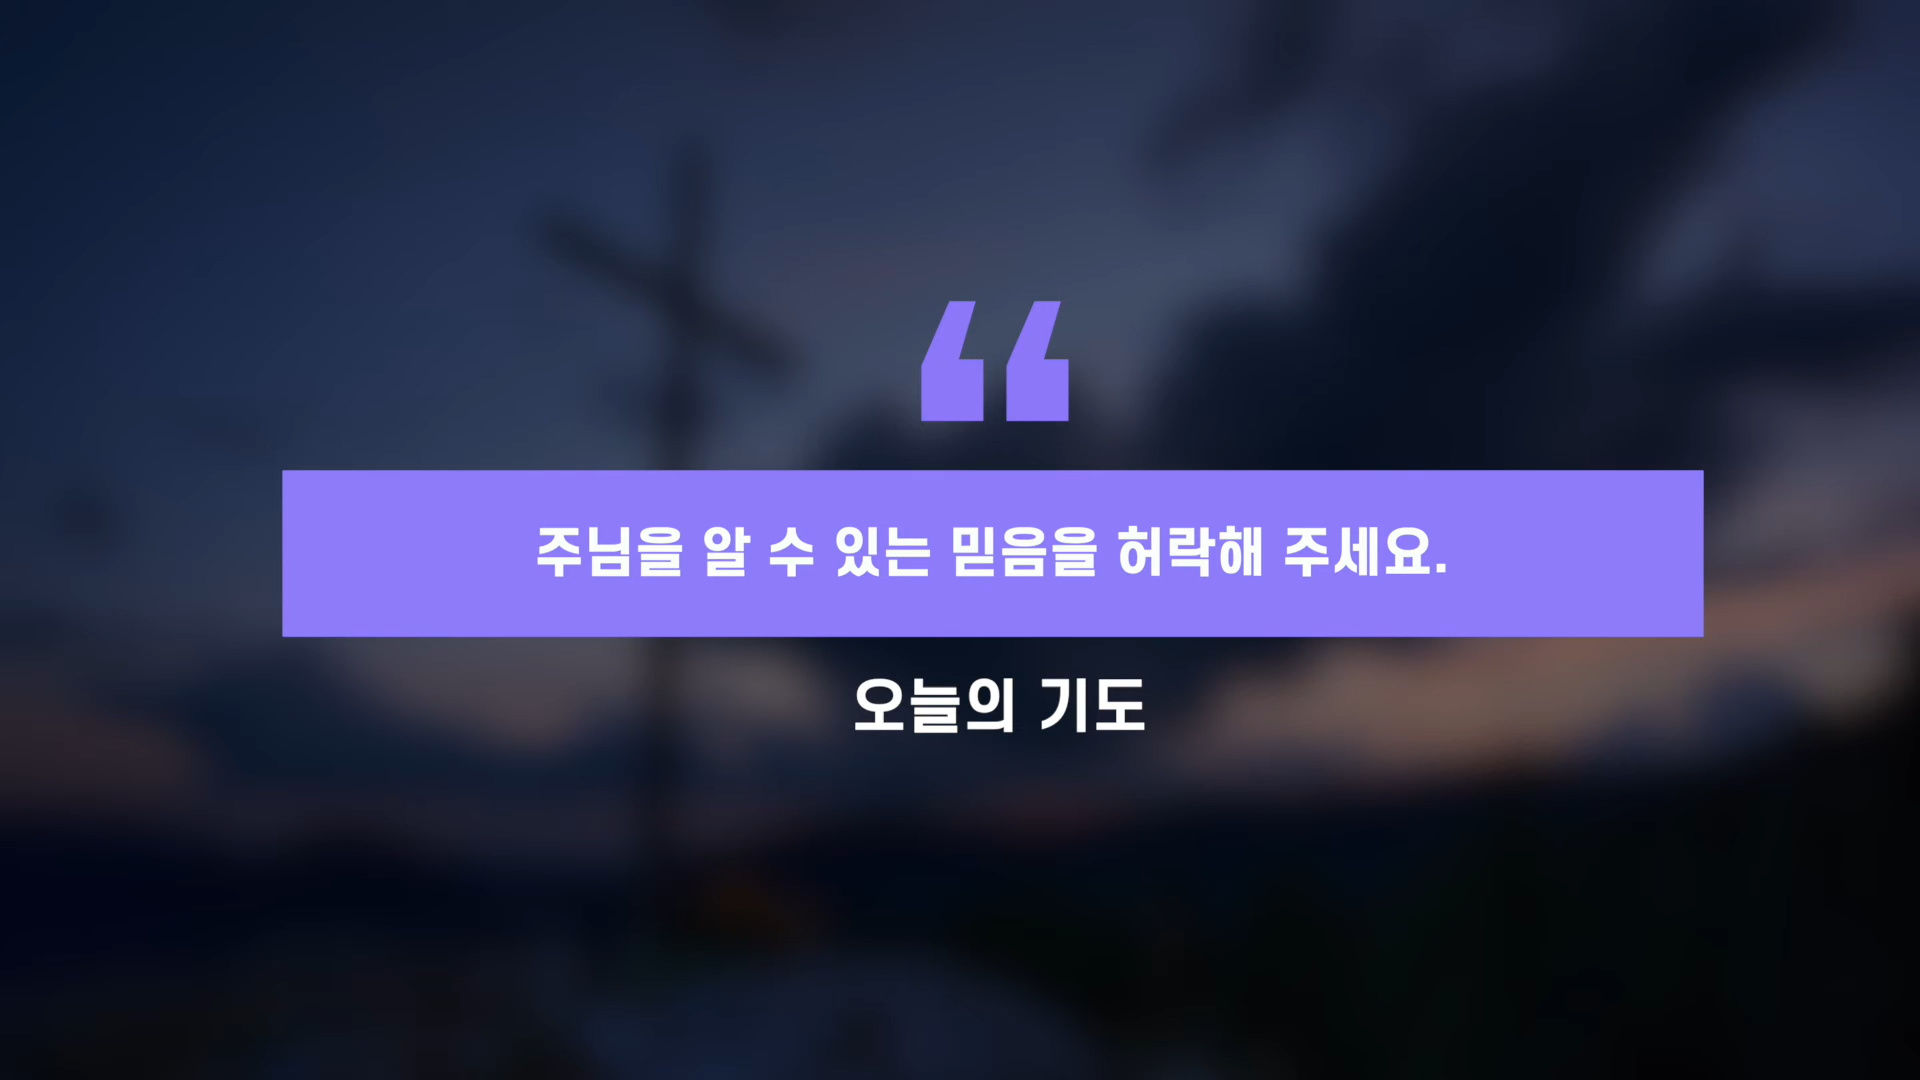 “
주님을 알 수 있는 믿음을 허락해 주세요.
오늘의 기도